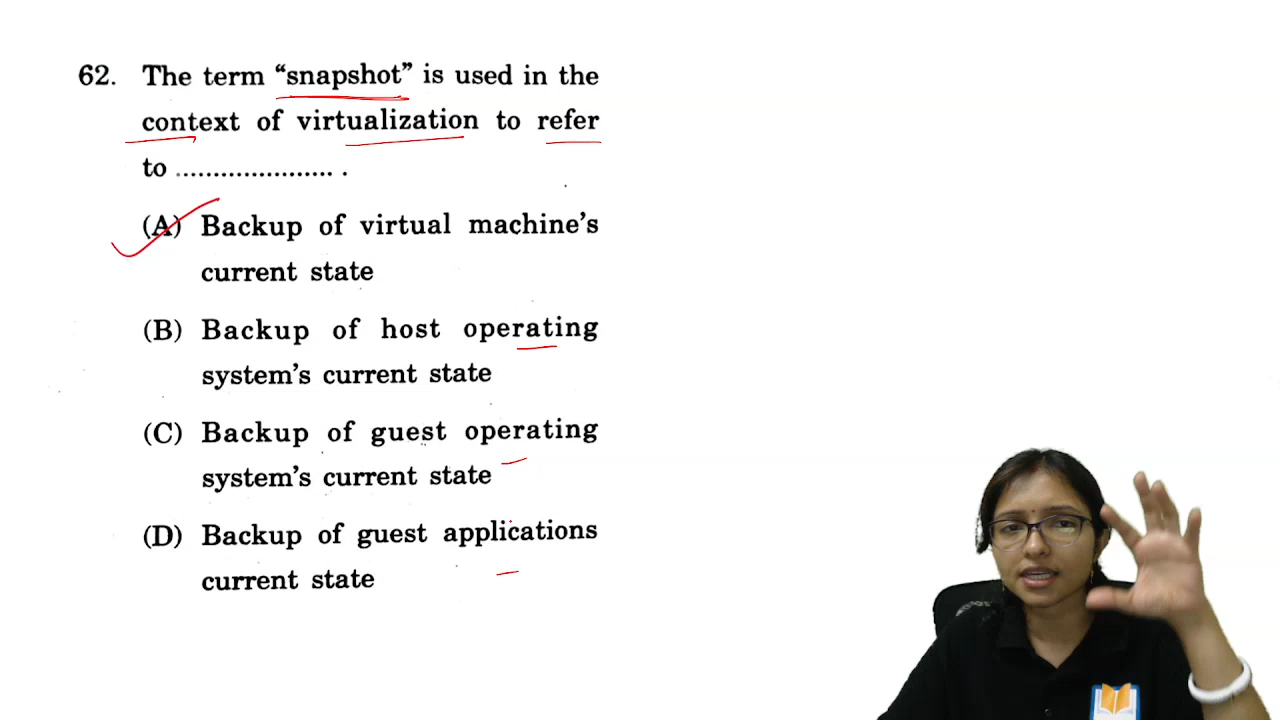 62. The term “snapshot” is used in the
context of virtualization to refer
to ..................... .
(A) Backup of virtual machine’s
current state
(B) Backup of host operating
system’s current state
(C) Backup of guest operating
system’s current state
(D) Backup of guest applications
current state